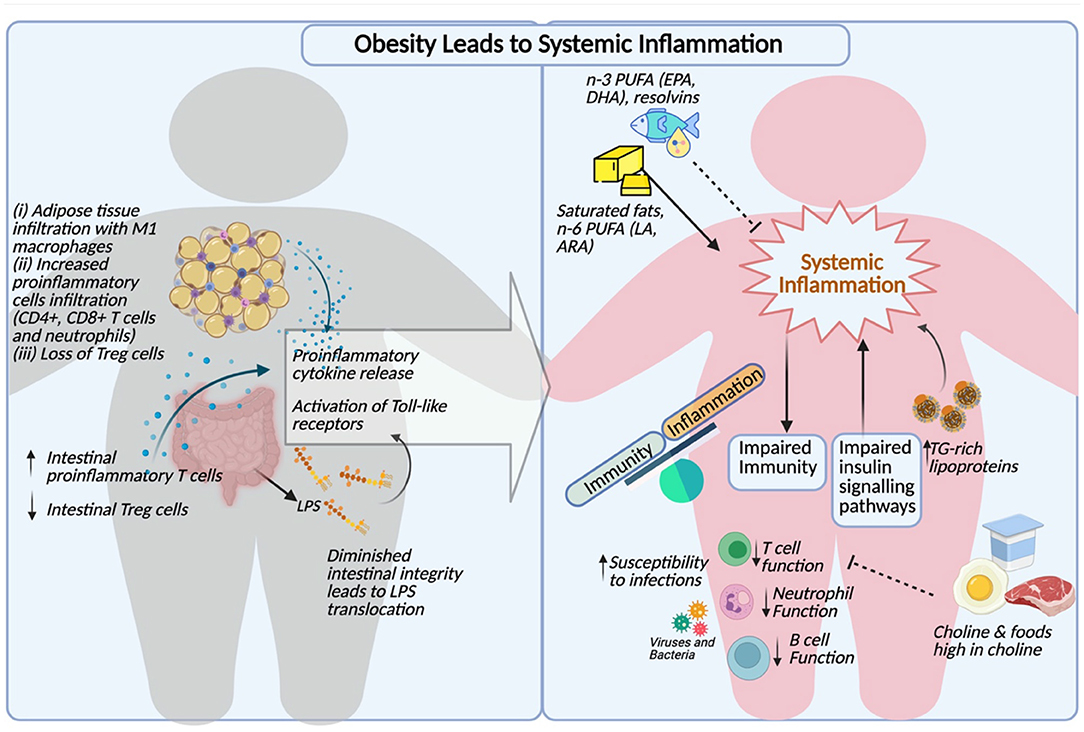 Obesity Leads to Systemic Inflammation
(i) Adipose tissue
infiltration with M1
macrophages
(ii) Increased
proinflammatory
cells infiltration
(CD4+, CD8+ T cells
and neutrophils)
(iii) Loss of Treg cells
Proinflammatory
cytokine release
Activation of Toll-like
receptors
Intestinal
proinflammatory T cells
Intestinal Treg cells
LPS
Diminished
intestinal integrity
leads to LPS
translocation
n-3 PUFA (EPA,
DHA), resolvins
Saturated fats,
n-6 PUFA (LA,
ARA)
Systemic
Inflammation
Immunity
Inflammation
Impaired
Immunity
Impaired
insulin
signalling
pathways
TG-rich
lipoproteins
Susceptibility
to infections
Viruses and
Bacteria
T cell
function
Neutrophil
Function
B cell
Function
Choline & foods
high in choline